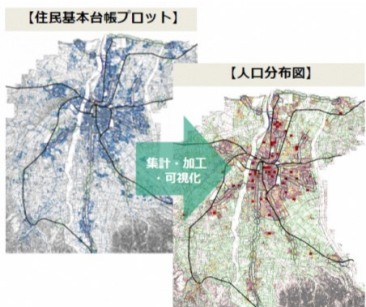 【住民基本台帳プロット】
【人口分布図】
集計・加工
・可視化